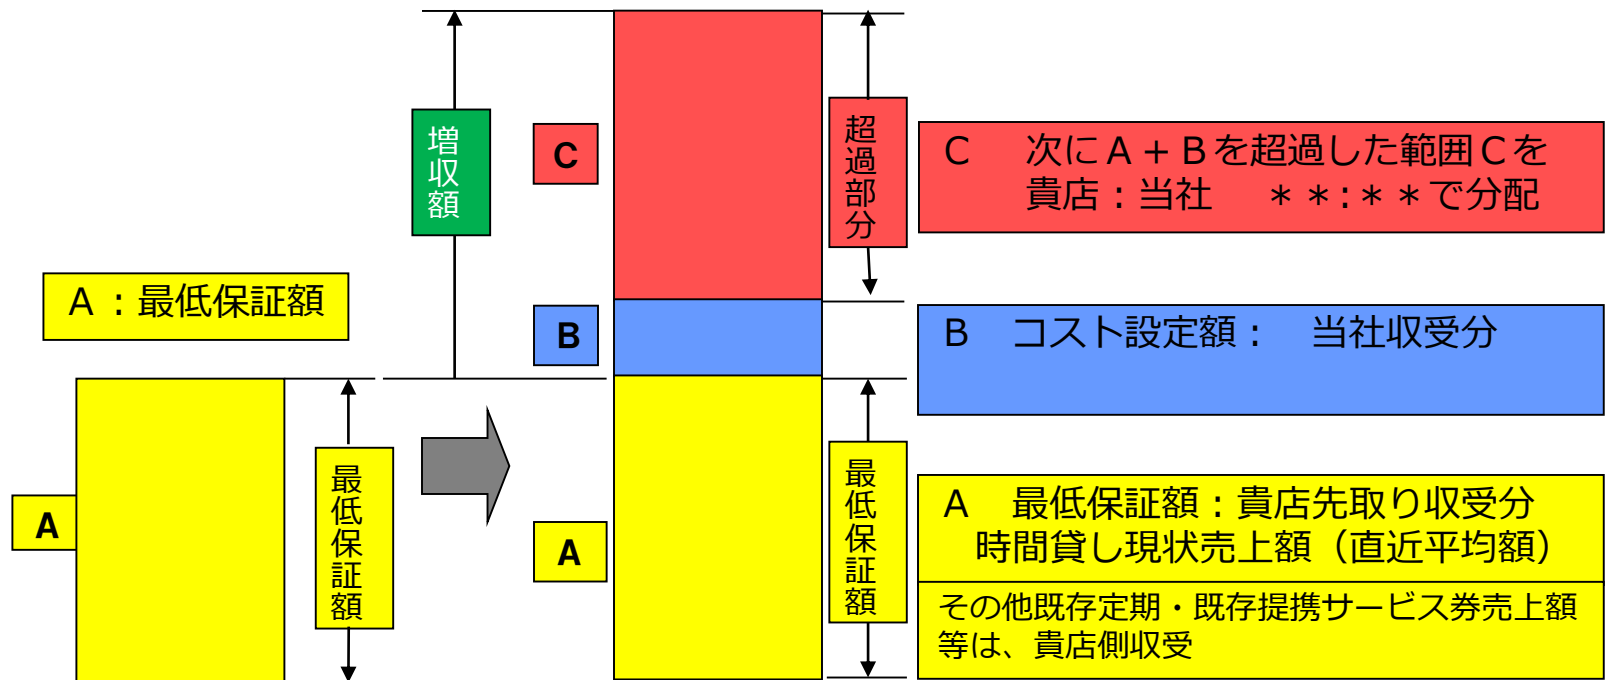 A：最低保証額
A
最低保証額
増収額
C
B
A
超過部分
最低保証額
C　次にA＋Bを超過した範囲Cを
貴店：当社　＊＊：＊＊で分配
B　コスト設定額：　当社収受分
A　最低保証額：貴店先取り収受分
時間貸し現状売上額（直近平均額）
その他既存定期・既存提携サービス券売上額
等は、貴店側収受